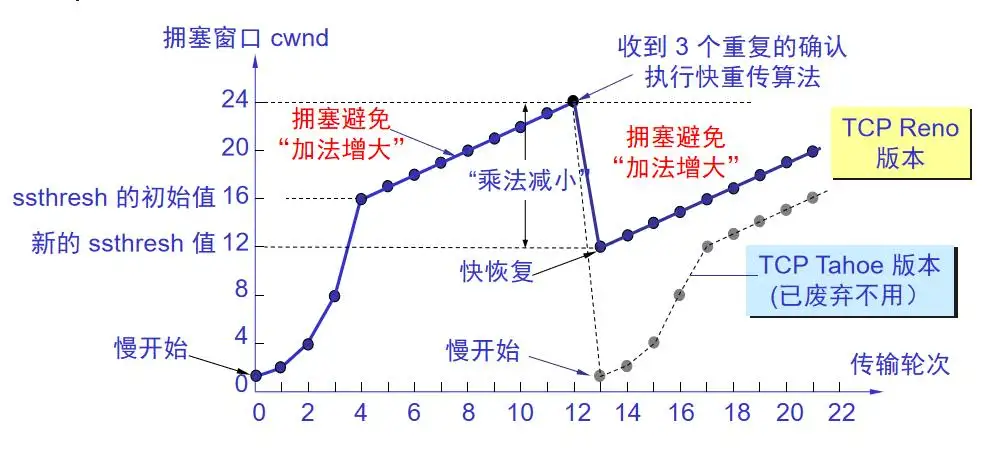 拥塞窗口 cwnd
收到 3 个重复的确认
执行快重传算法
24
拥塞避免
“加法增大”
拥塞避免
“加法增大”
TCP Reno
版本
20
“乘法减小”
ssthresh 的初始值 16
新的 ssthresh 值 12
快恢复
TCP Tahoe 版本
(已废弃不用）
8
4
慢开始
慢开始
传输轮次
0
0 2 4 6 8 10 12 14 16 18 20 22